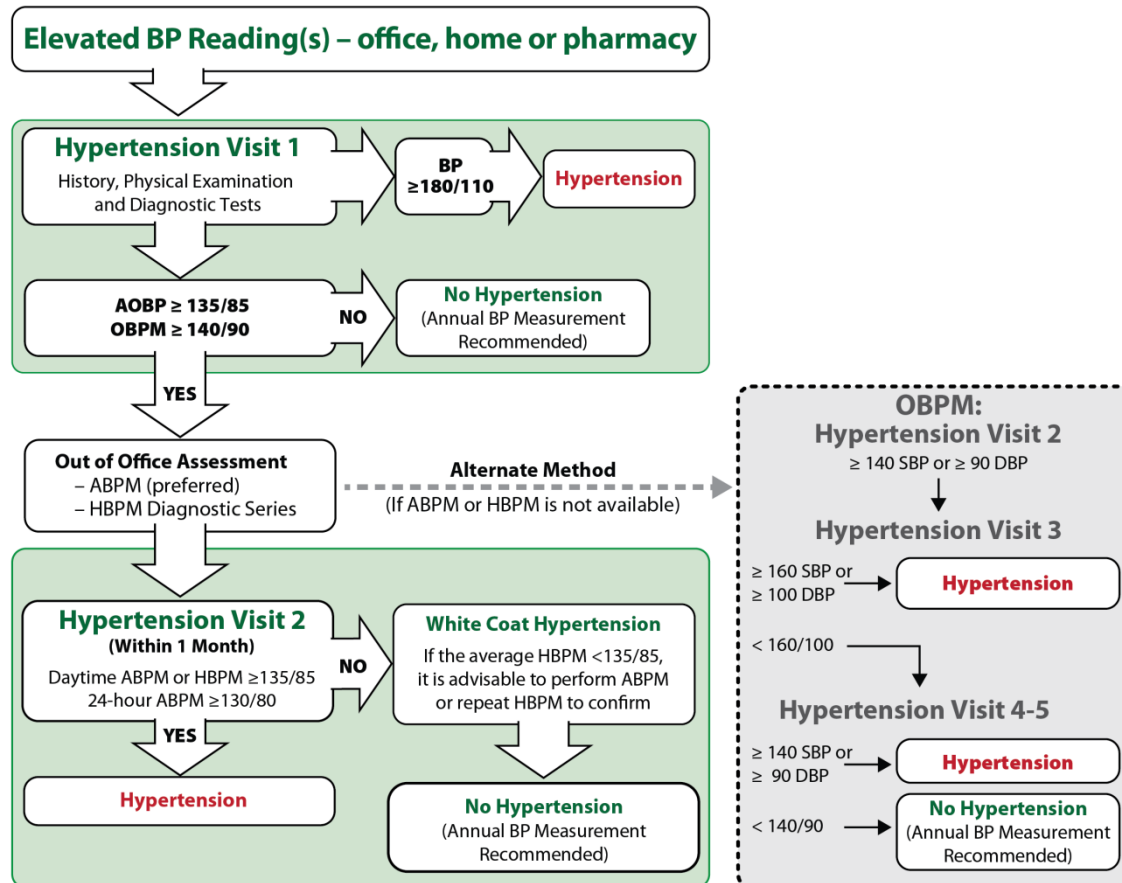 Elevated BP Reading(s) – office, home or pharmacy
Hypertension Visit 1
History, Physical Examination
and Diagnostic Tests
BP
≥180/110
Hypertension
AOBP ≥ 135/85
OBPM ≥ 140/90
NO
No Hypertension
(Annual BP Measurement
Recommended)
YES
Out of Office Assessment
– ABPM (preferred)
– HBPM Diagnostic Series
Alternate Method
(If ABPM or HBPM is not available)
Hypertension Visit 2
(Within 1 Month)
Daytime ABPM or HBPM ≥135/85
24-hour ABPM ≥130/80
NO
White Coat Hypertension
If the average HBPM <135/85,
it is advisable to perform ABPM
or repeat HBPM to confirm
YES
Hypertension
No Hypertension
(Annual BP Measurement
Recommended)
OBPM:
Hypertension Visit 2
≥ 140 SBP or ≥ 90 DBP
Hypertension Visit 3
≥ 160 SBP or
≥ 100 DBP
Hypertension
< 160/100
Hypertension Visit 4-5
≥ 140 SBP or
≥ 90 DBP
Hypertension
< 140/90
No Hypertension
(Annual BP Measurement
Recommended)